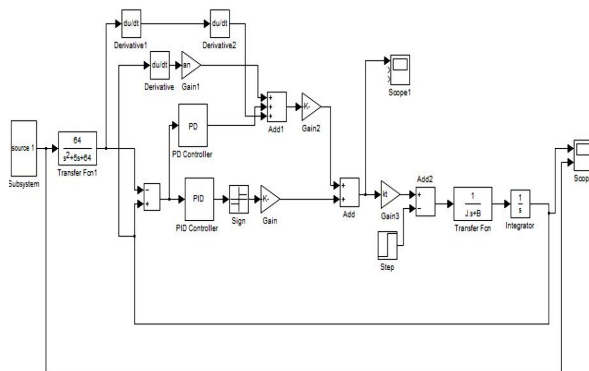 du/dt
Derivative1
du/dt
Derivative2
du/dt
Derivative
an
Gain1
+
+
+
Add1
K-
Gain2
Scope1
source 1
Subsystem
64
s²+5s+64
Transfer Fcn1
PD
PD Controller
−
+
PID
PID Controller
Sign
K-
Gain
+
+
Add
kt
Gain3
Add2
+
−
Step
1
J.s+B
Transfer Fcn
1
s
Integrator
Scop